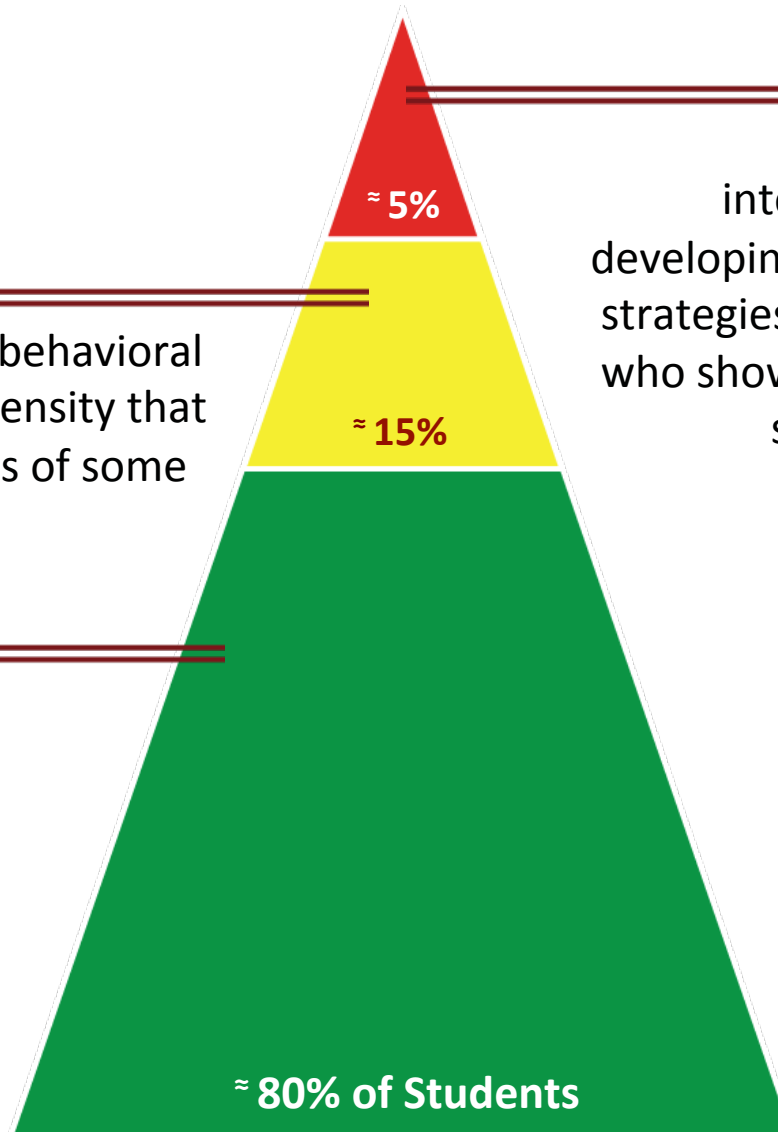 ≈ 5%
inte
developin
strategies
who show
s
behavioral
ensity that
s of some
≈ 15%
≈ 80% of Students